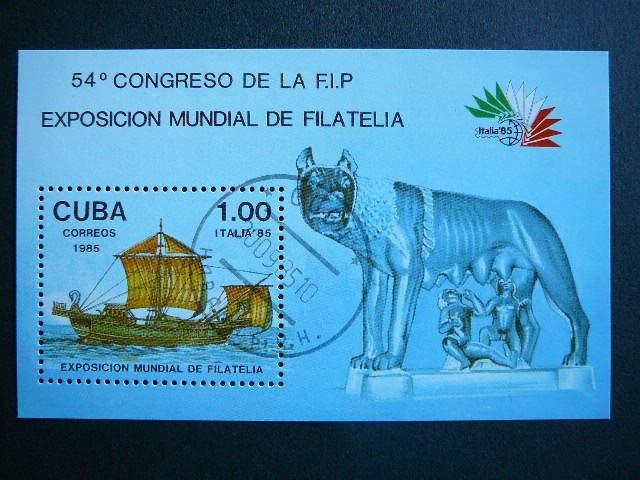 54º CONGRESO DE LA F.I.P
EXPOSICION MUNDIAL DE FILATELIA
Italia'85
CUBA 1.00
CORREOS ITALIA'85
1985
EXPOSICION MUNDIAL DE FILATELIA